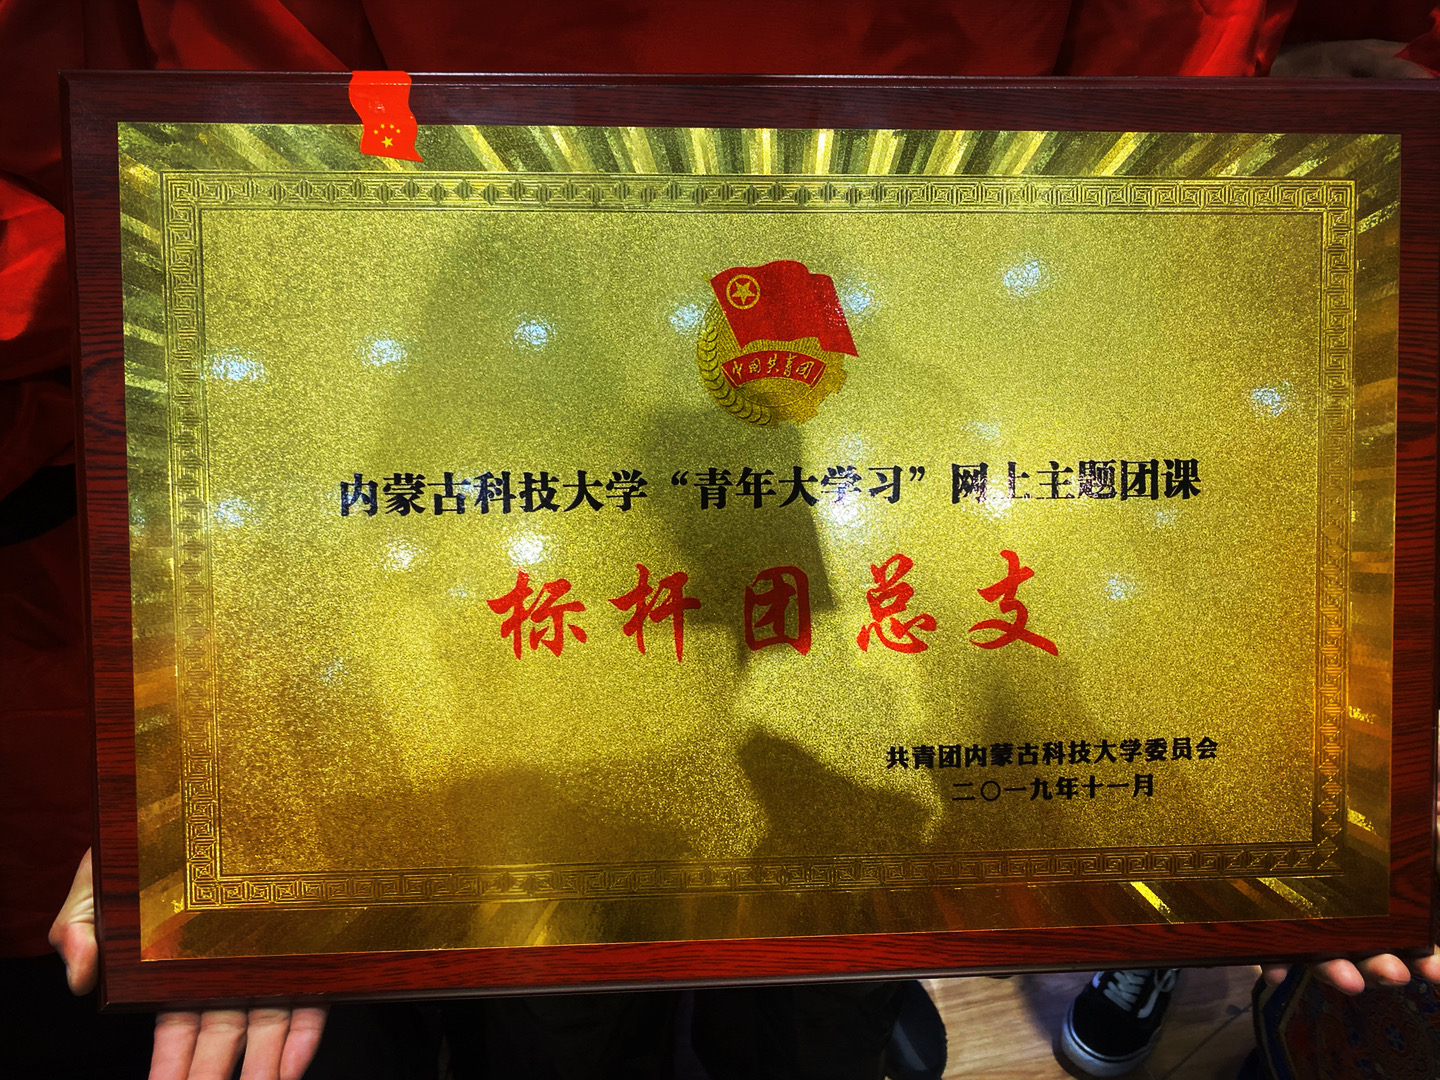 中国共青团
内蒙古科技大学“青年大学习”网上主题团课
标杆团总支
共青团内蒙古科技大学委员会
二〇一九年十一月